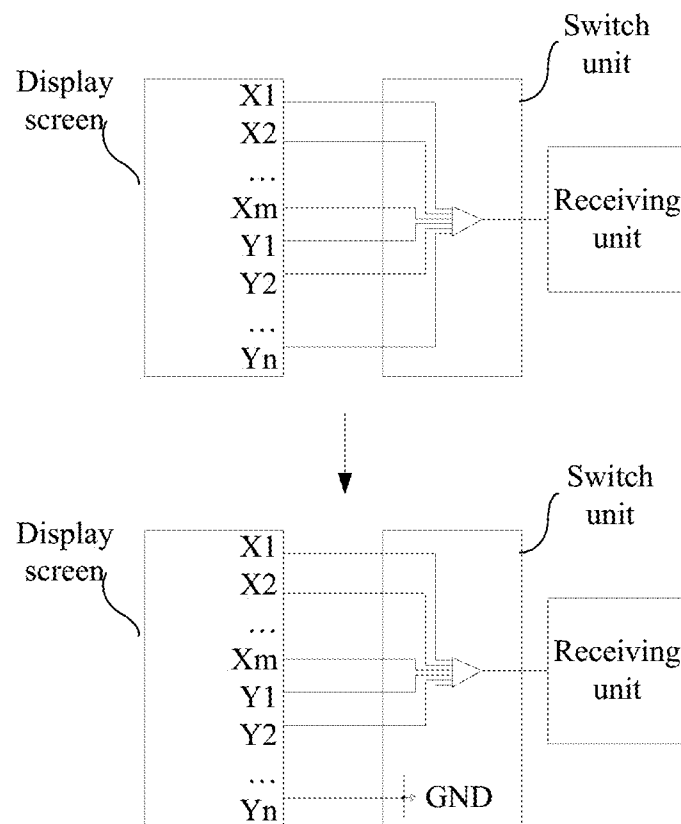 Switch
unit
Display
screen
X1
X2
...
Xm
Y1
Y2
...
Yn
Receiving
unit
Switch
unit
Display
screen
X1
X2
...
Xm
Y1
Y2
...
Yn
GND
Receiving
unit